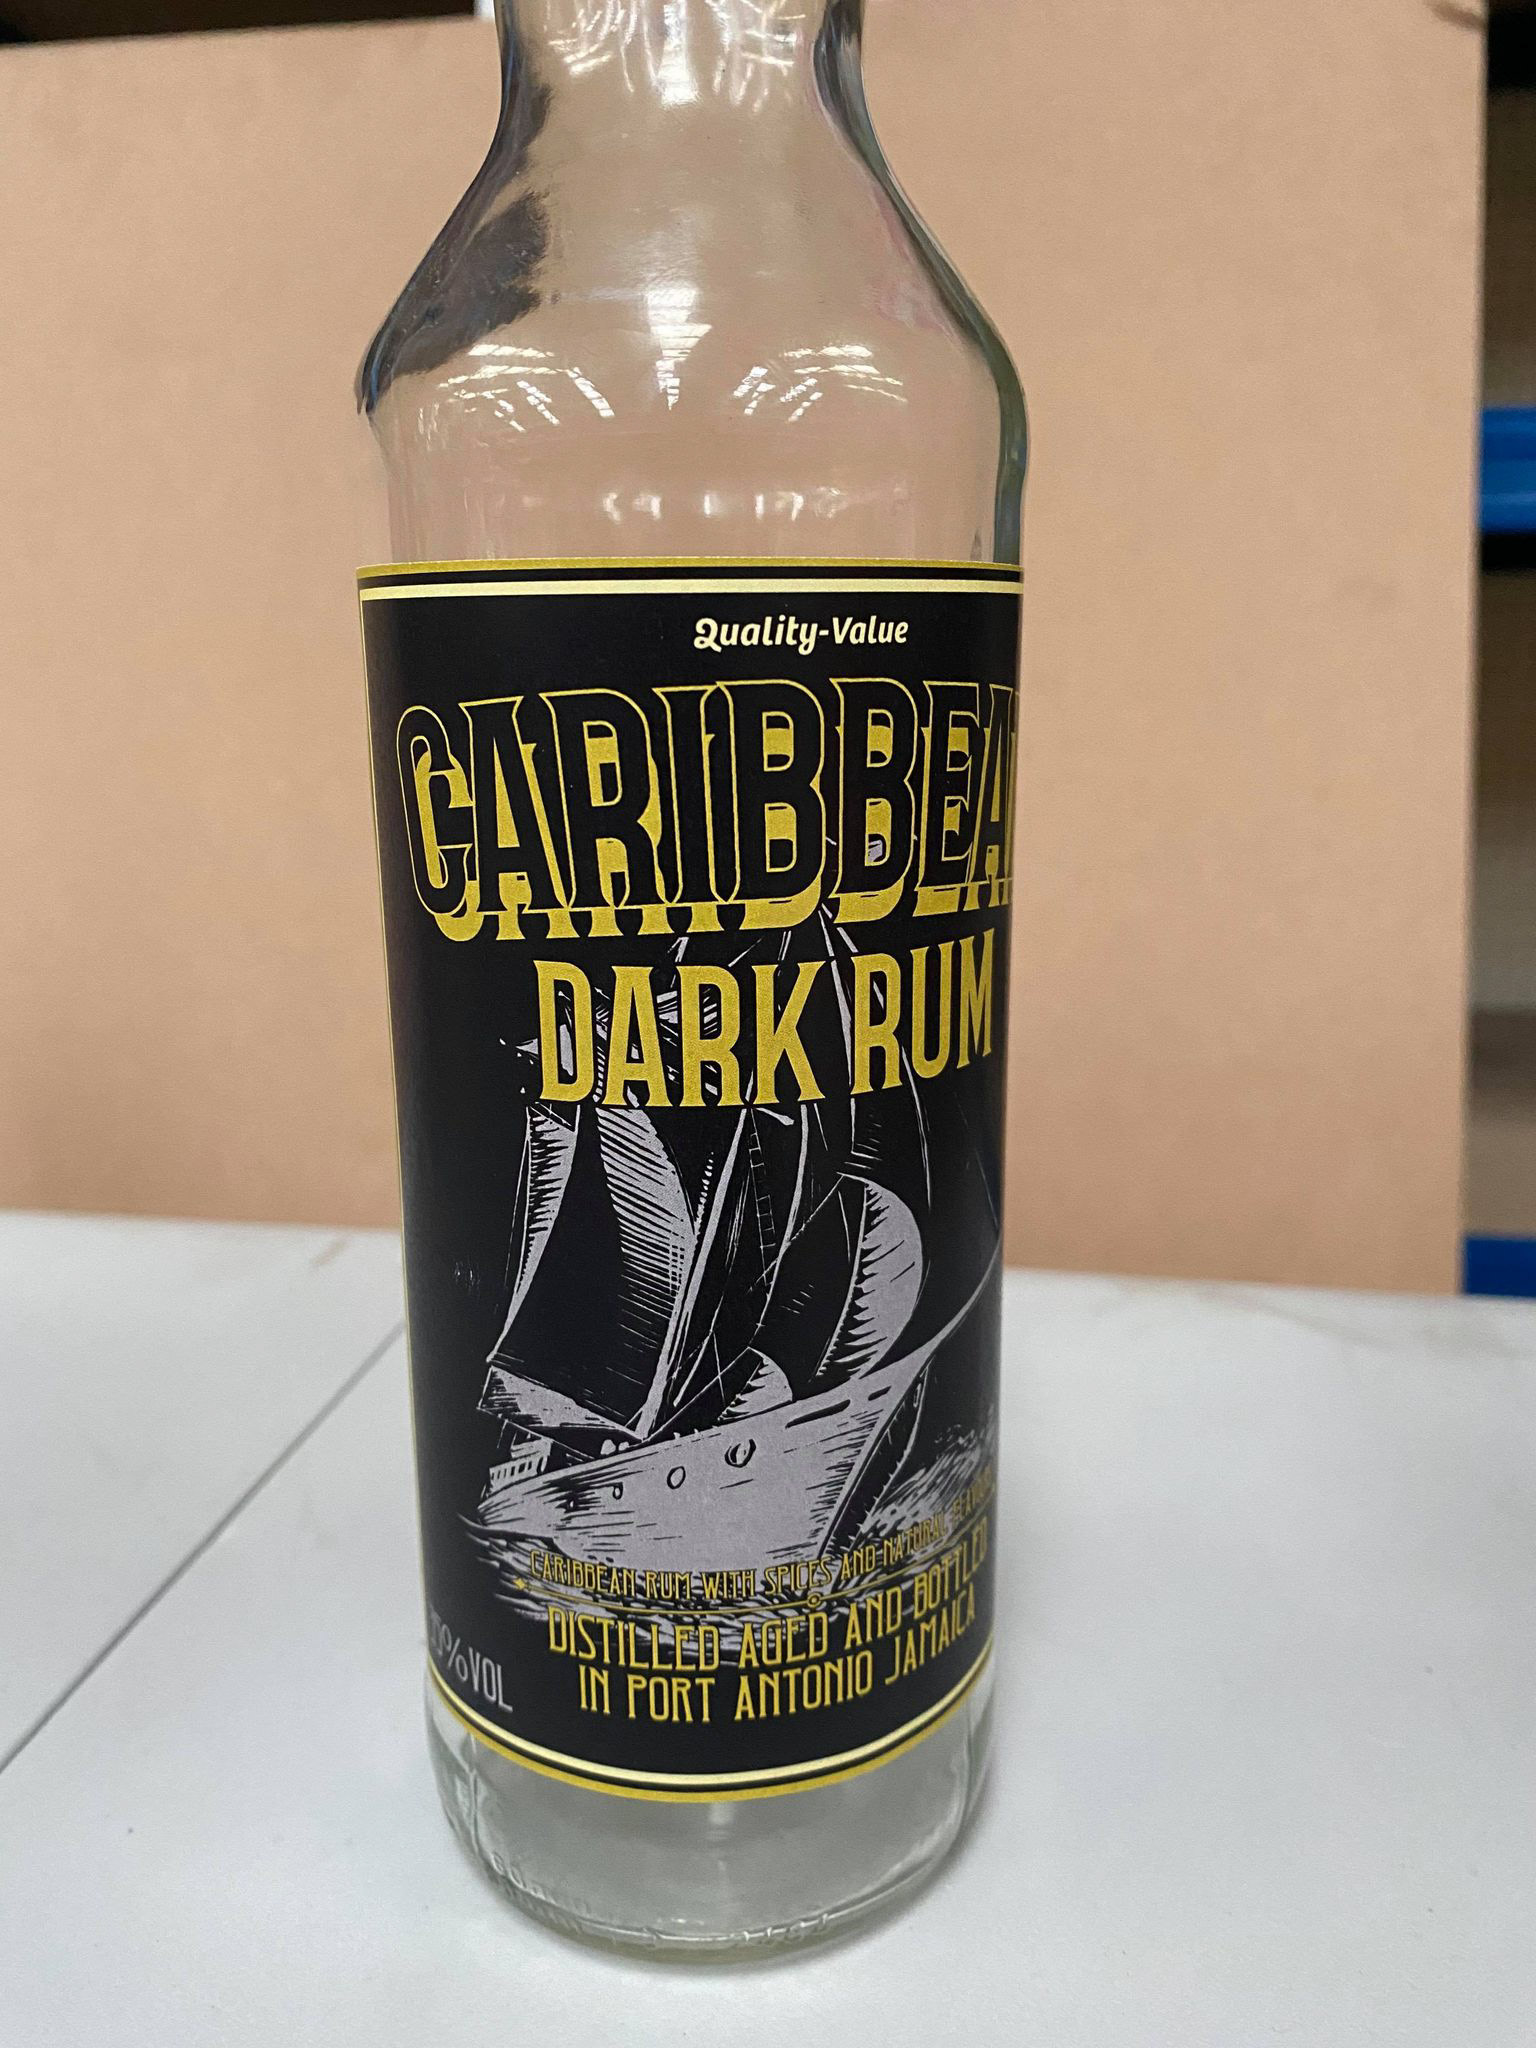 Quality-Value
CARIBBEA
DARK RUM
CARIBBEAN RUM WITH SPICES AND NATURAL
DISTILLED AGED AND BOTTLED
IN PORT ANTONIO JAMAICA
%VOL